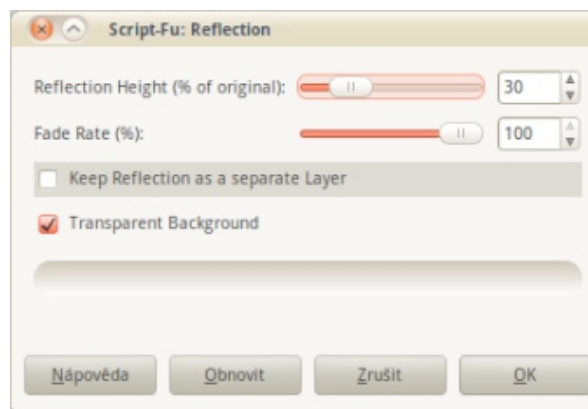 Script-Fu: Reflection
Reflection Height (% of original): 30
Fade Rate (%): 100
Keep Reflection as a separate Layer
Transparent Background
Nápověda Obnovit Zrušit OK